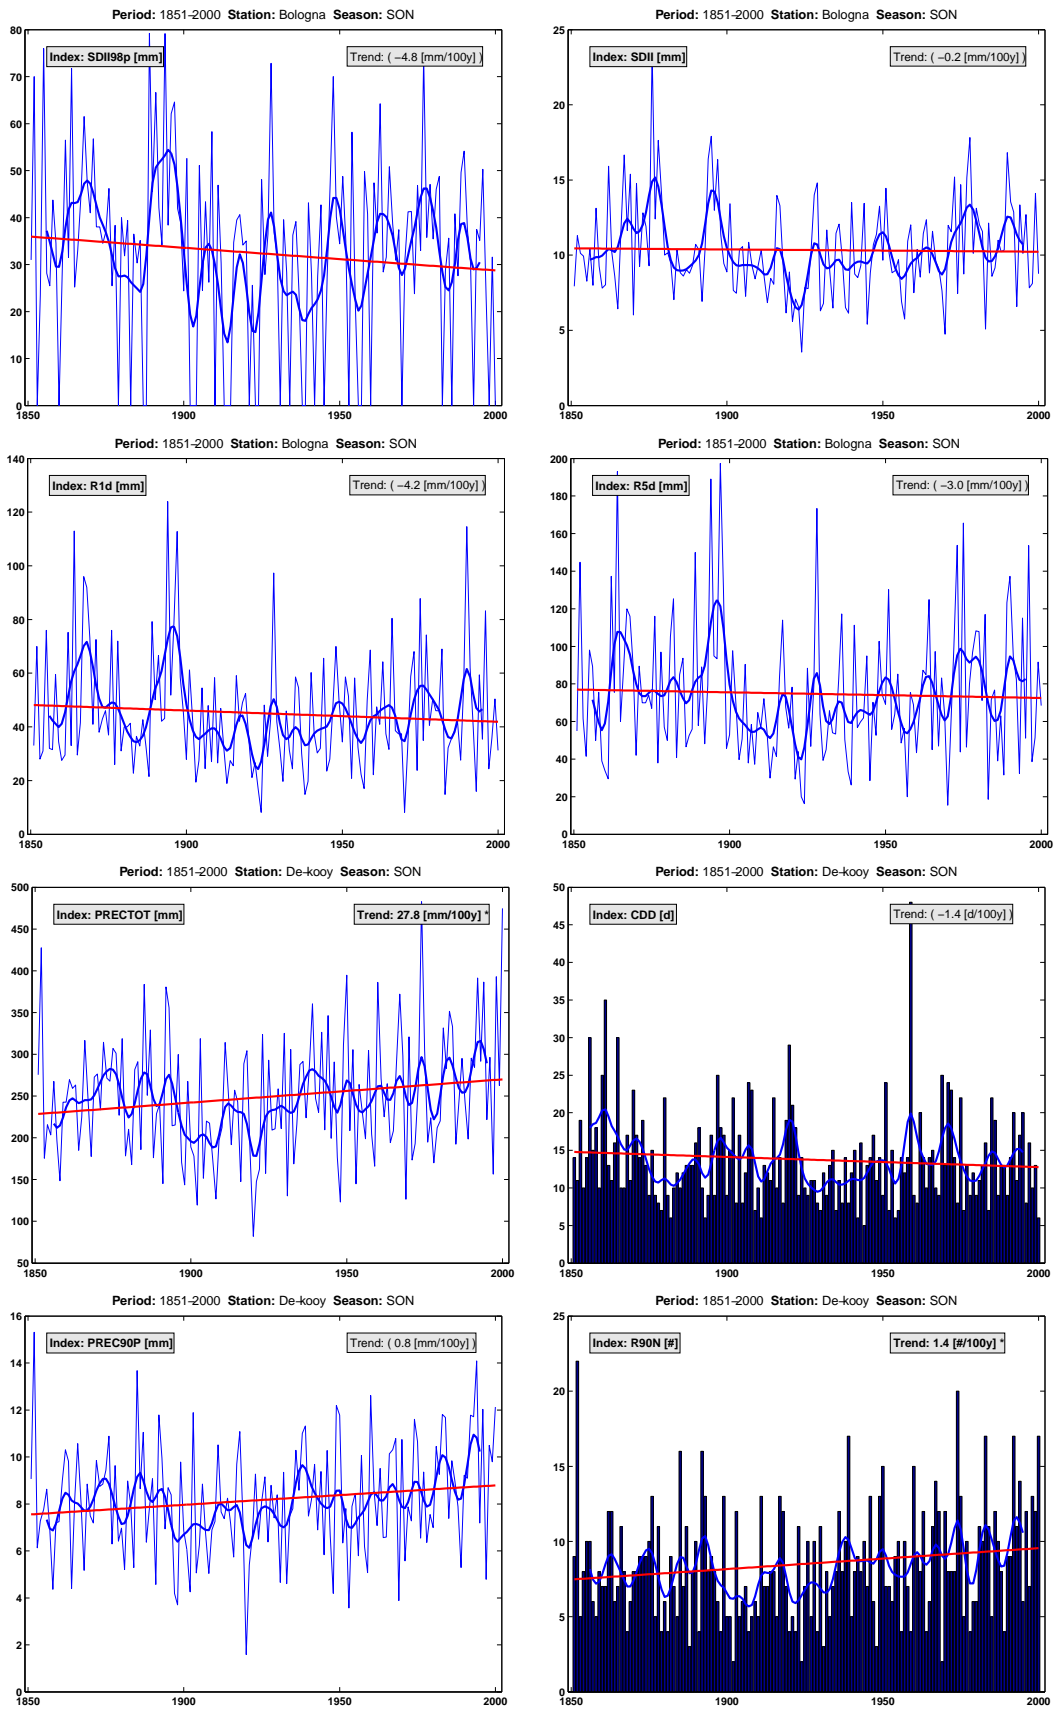 Period: 1851–2000 Station: Bologna Season: SON
Index: SDII98p [mm]
Trend: ( −4.8 [mm/100y] )
80
70
60
50
40
30
20
10
0
1850 1900 1950 2000
Period: 1851–2000 Station: Bologna Season: SON
Index: SDII [mm]
Trend: ( −0.2 [mm/100y] )
25
20
15
10
5
0
1850 1900 1950 2000
Period: 1851–2000 Station: Bologna Season: SON
Index: R1d [mm]
Trend: ( −4.2 [mm/100y] )
140
120
100
80
60
40
20
0
1850 1900 1950 2000
Period: 1851–2000 Station: Bologna Season: SON
Index: R5d [mm]
Trend: ( −3.0 [mm/100y] )
200
180
160
140
120
100
80
60
40
20
0
1850 1900 1950 2000
Period: 1851–2000 Station: De–kooy Season: SON
Index: PRECTOT [mm]
Trend: 27.8 [mm/100y] *
500
450
400
350
300
250
200
150
100
50
1850 1900 1950 2000
Period: 1851–2000 Station: De–kooy Season: SON
Index: CDD [d]
Trend: ( −1.4 [d/100y] )
50
45
40
35
30
25
20
15
10
5
0
1850 1900 1950 2000
Period: 1851–2000 Station: De–kooy Season: SON
Index: PREC90P [mm]
Trend: ( 0.8 [mm/100y] )
16
14
12
10
8
6
4
2
0
1850 1900 1950 2000
Period: 1851–2000 Station: De–kooy Season: SON
Index: R90N [#]
Trend: 1.4 [#/100y] *
25
20
15
10
5
0
1850 1900 1950 2000